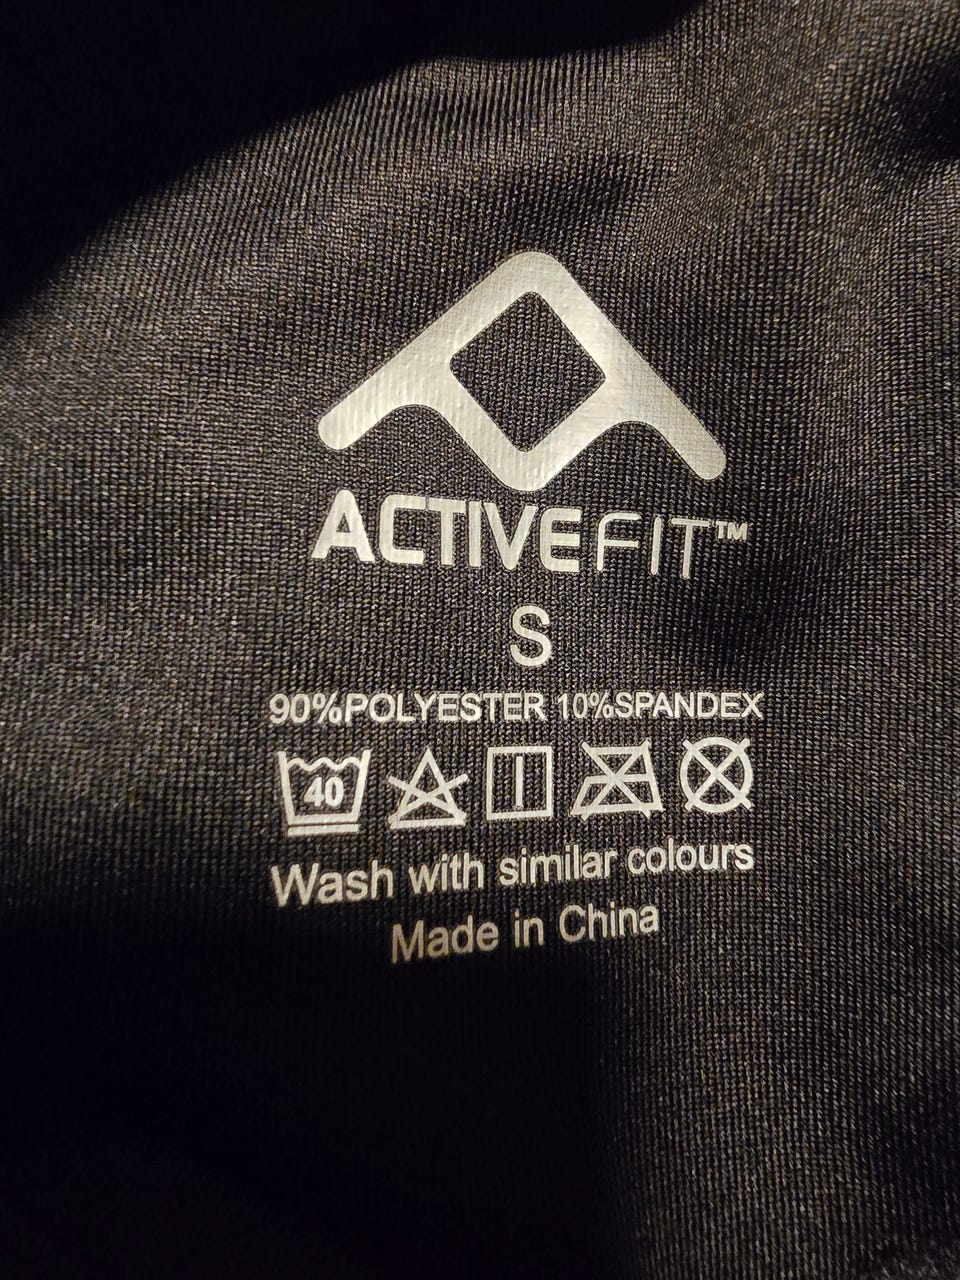 ACTIVEFIT™
S
90%POLYESTER 10%SPANDEX
40
Wash with similar colours
Made in China